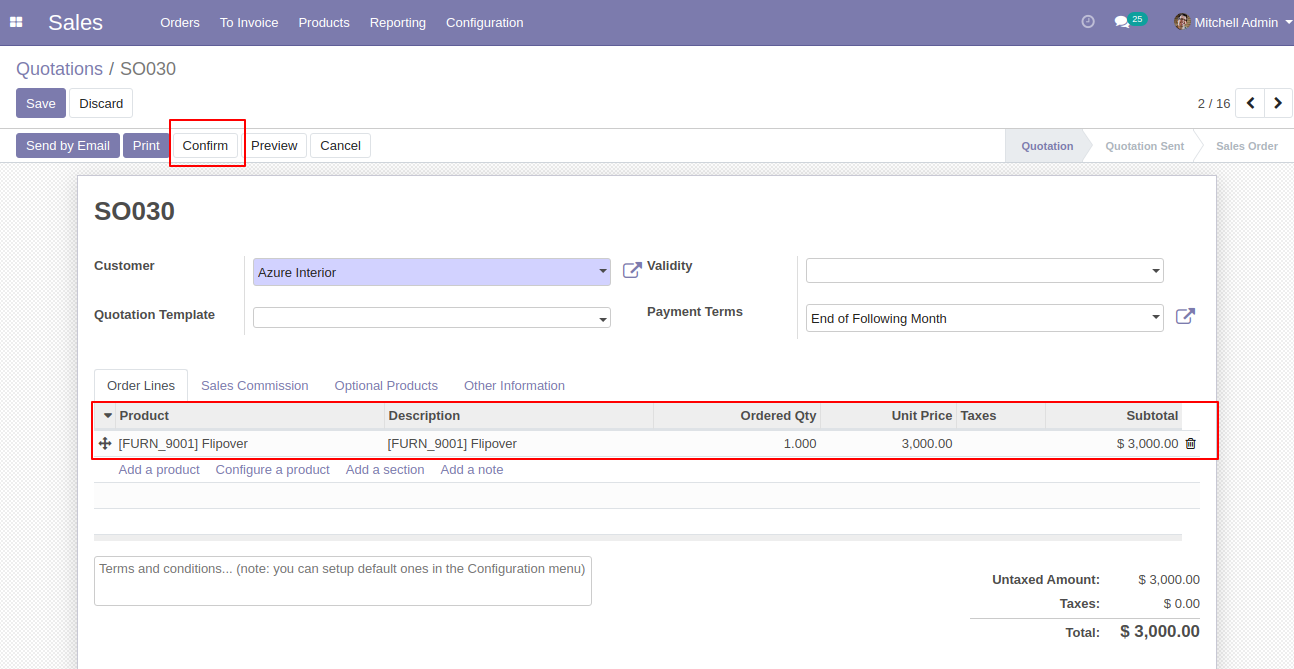 Sales Orders To Invoice Products Reporting Configuration 25 Mitchell Admin
Quotations / SO030
Save Discard 2 / 16
Send by Email Print Confirm Preview Cancel Quotation Quotation Sent Sales Order
SO030
Customer Azure Interior Validity
Quotation Template Payment Terms End of Following Month
Order Lines Sales Commission Optional Products Other Information
Product Description Ordered Qty Unit Price Taxes Subtotal
[FURN_9001] Flipover [FURN_9001] Flipover 1.000 3,000.00 $ 3,000.00
Add a product Configure a product Add a section Add a note
Terms and conditions... (note: you can setup default ones in the Configuration menu)
Untaxed Amount: $ 3,000.00
Taxes: $ 0.00
Total: $ 3,000.00